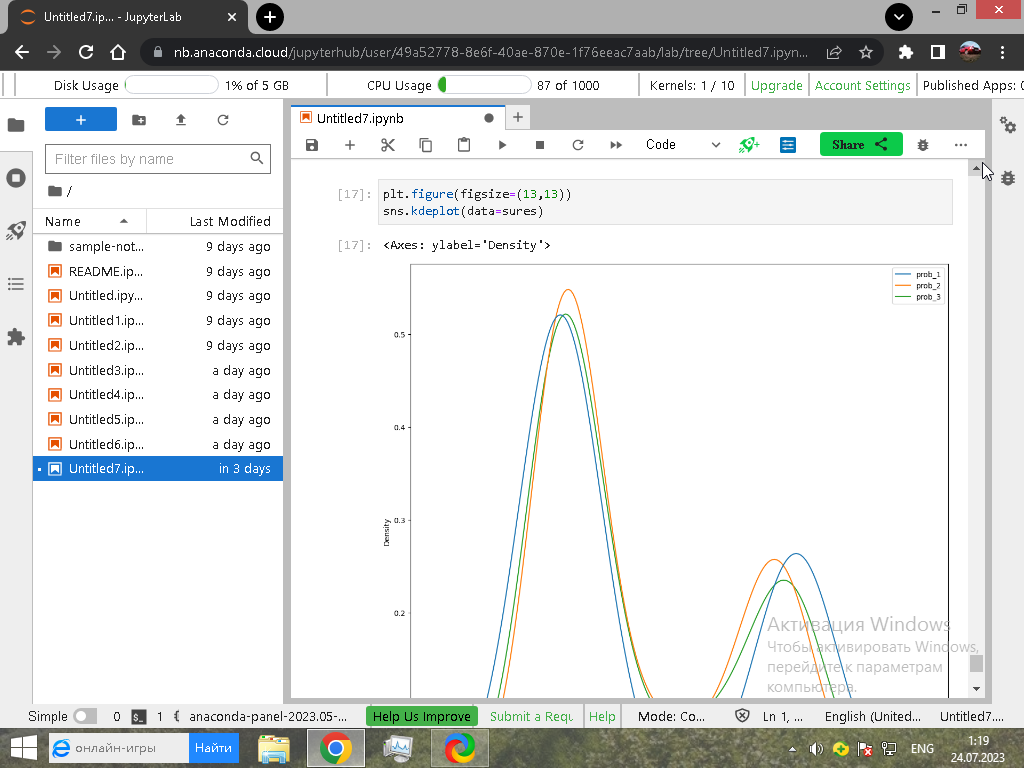 Untitled7.ip... - JupyterLab
nb.anaconda.cloud/jupyterhub/user/49a52778-8e6f-40ae-870e-1f76eeac7aab/lab/tree/Untitled7.ipyn...
Disk Usage 1% of 5 GB CPU Usage 87 of 1000 Kernels: 1 / 10 Upgrade Account Settings Published Apps: 0
Untitled7.ipynb
Code Share
Filter files by name
/
Name Last Modified
sample-not... 9 days ago
README.ip... 9 days ago
Untitled.ipy... 9 days ago
Untitled1.ip... 9 days ago
Untitled2.ip... 9 days ago
Untitled3.ip... a day ago
Untitled4.ip... a day ago
Untitled5.ip... a day ago
Untitled6.ip... a day ago
Untitled7.ip... in 3 days
[17]: plt.figure(figsize=(13,13))
sns.kdeplot(data=sures)
[17]: <Axes: ylabel='Density'>
prob_1
prob_2
prob_3
0.5
0.4
0.3
0.2
Density
Активация Windows
Чтобы активировать Windows,
перейдите к параметрам
компьютера.
Simple 0 1 anaconda-panel-2023.05-... Help Us Improve Submit a Requ Help Mode: Co... Ln 1, ... English (United... Untitled7....
онлайн-игры Найти
ENG
1:19
24.07.2023